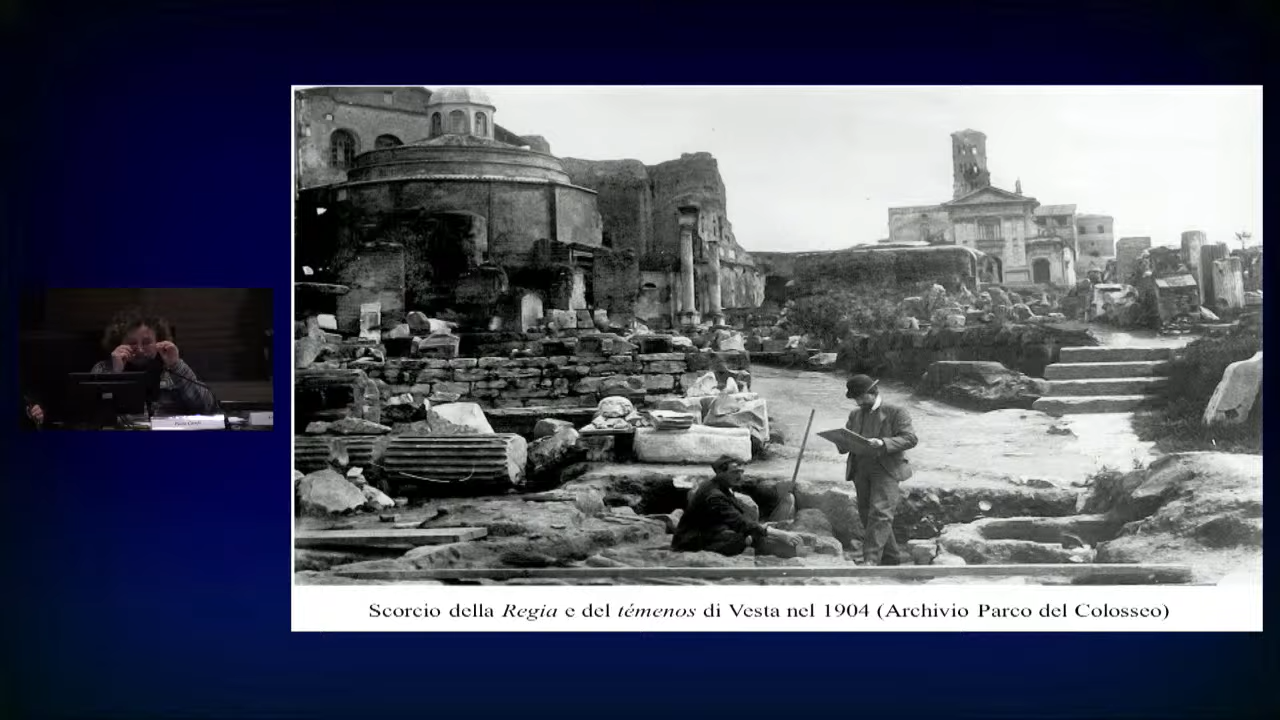 Scorcio della Regia e del témenos di Vesta nel 1904 (Archivio Parco del Colosseo)